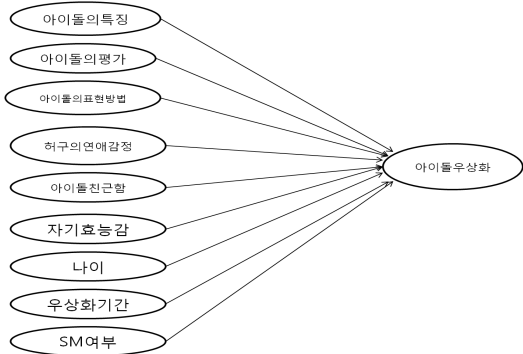 아이돌의특징
아이돌의평가
아이돌의표현방법
허구의연애감정
아이돌친근함
자기효능감
나이
우상화기간
SM여부
아이돌우상화